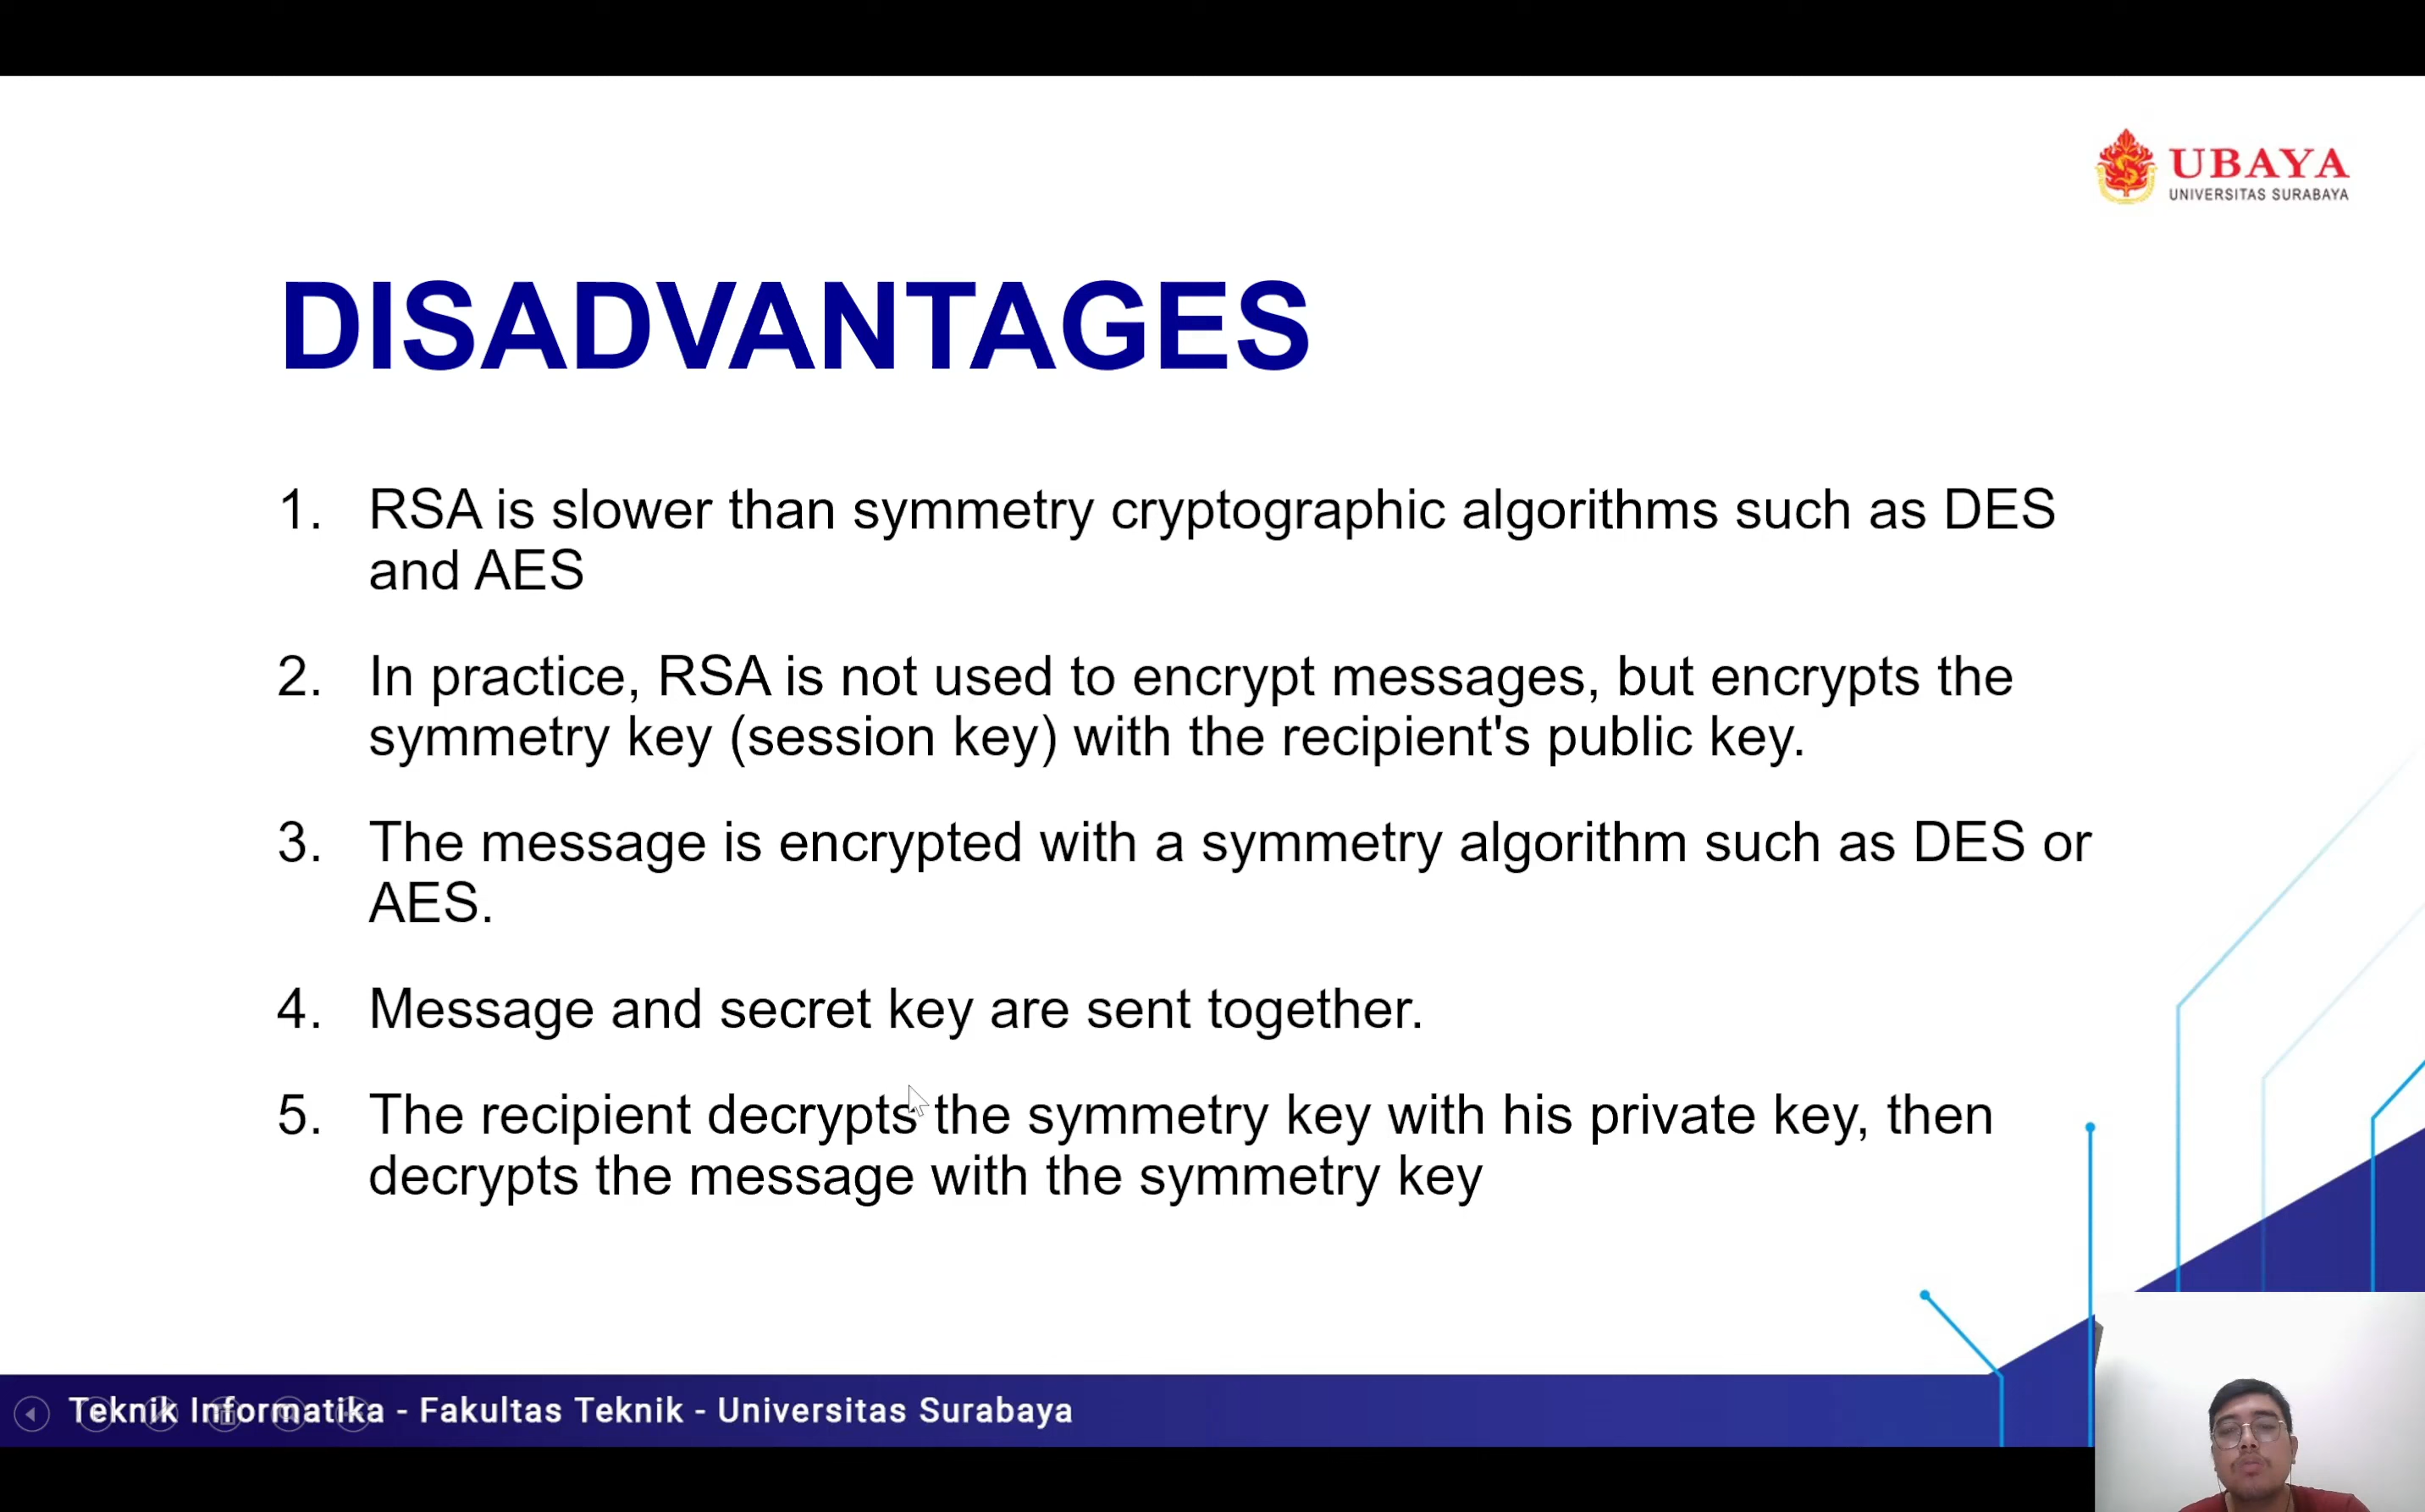 UBAYA
UNIVERSITAS SURABAYA
DISADVANTAGES
1. RSA is slower than symmetry cryptographic algorithms such as DES
and AES
2. In practice, RSA is not used to encrypt messages, but encrypts the
symmetry key (session key) with the recipient's public key.
3. The message is encrypted with a symmetry algorithm such as DES or
AES.
4. Message and secret key are sent together.
5. The recipient decrypts the symmetry key with his private key, then
decrypts the message with the symmetry key
Teknik Informatika - Fakultas Teknik - Universitas Surabaya